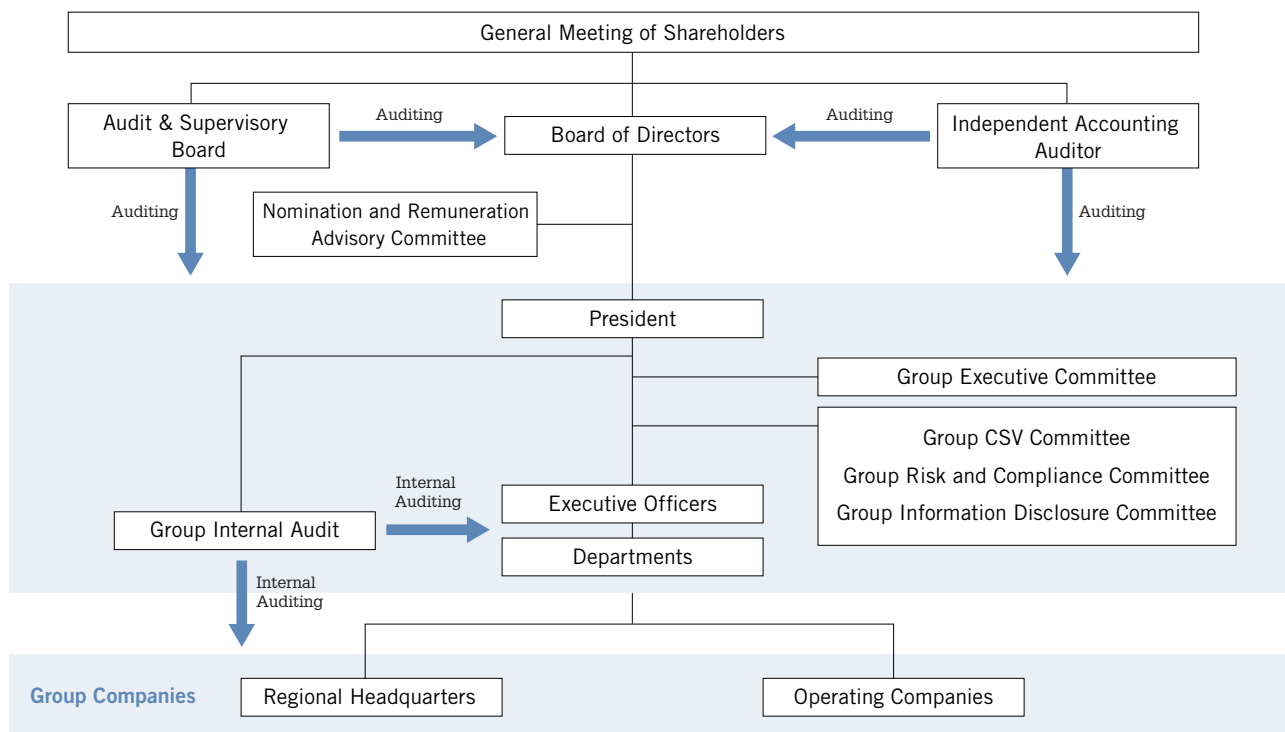 General Meeting of Shareholders
Audit & Supervisory
Board
Auditing
Board of Directors
Auditing
Independent Accounting
Auditor
Auditing
Nomination and Remuneration
Advisory Committee
Auditing
President
Group Executive Committee
Group CSV Committee
Group Risk and Compliance Committee
Group Information Disclosure Committee
Internal
Auditing
Executive Officers
Group Internal Audit
Departments
Internal
Auditing
Group Companies
Regional Headquarters
Operating Companies